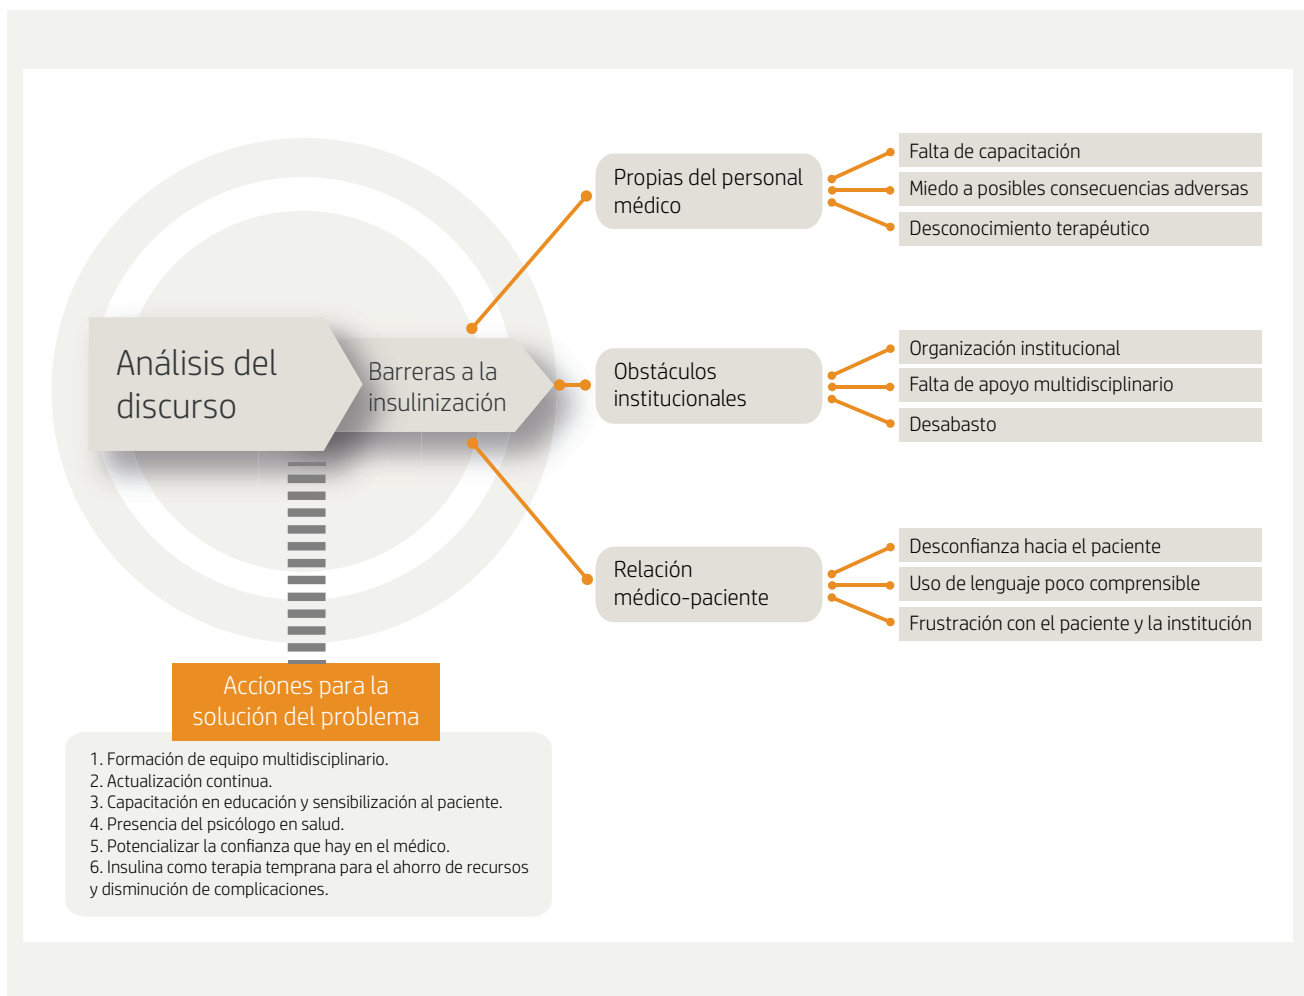 Análisis del
discurso
Barreras a la
insulinización
Propias del personal
médico
Falta de capacitación
Miedo a posibles consecuencias adversas
Desconocimiento terapéutico
Obstáculos
institucionales
Organización institucional
Falta de apoyo multidisciplinario
Desabasto
Relación
médico-paciente
Desconfianza hacia el paciente
Uso de lenguaje poco comprensible
Frustración con el paciente y la institución
Acciones para la
solución del problema
1. Formación de equipo multidisciplinario.
2. Actualización continua.
3. Capacitación en educación y sensibilización al paciente.
4. Presencia del psicólogo en salud.
5. Potencializar la confianza que hay en el médico.
6. Insulina como terapia temprana para el ahorro de recursos
y disminución de complicaciones.